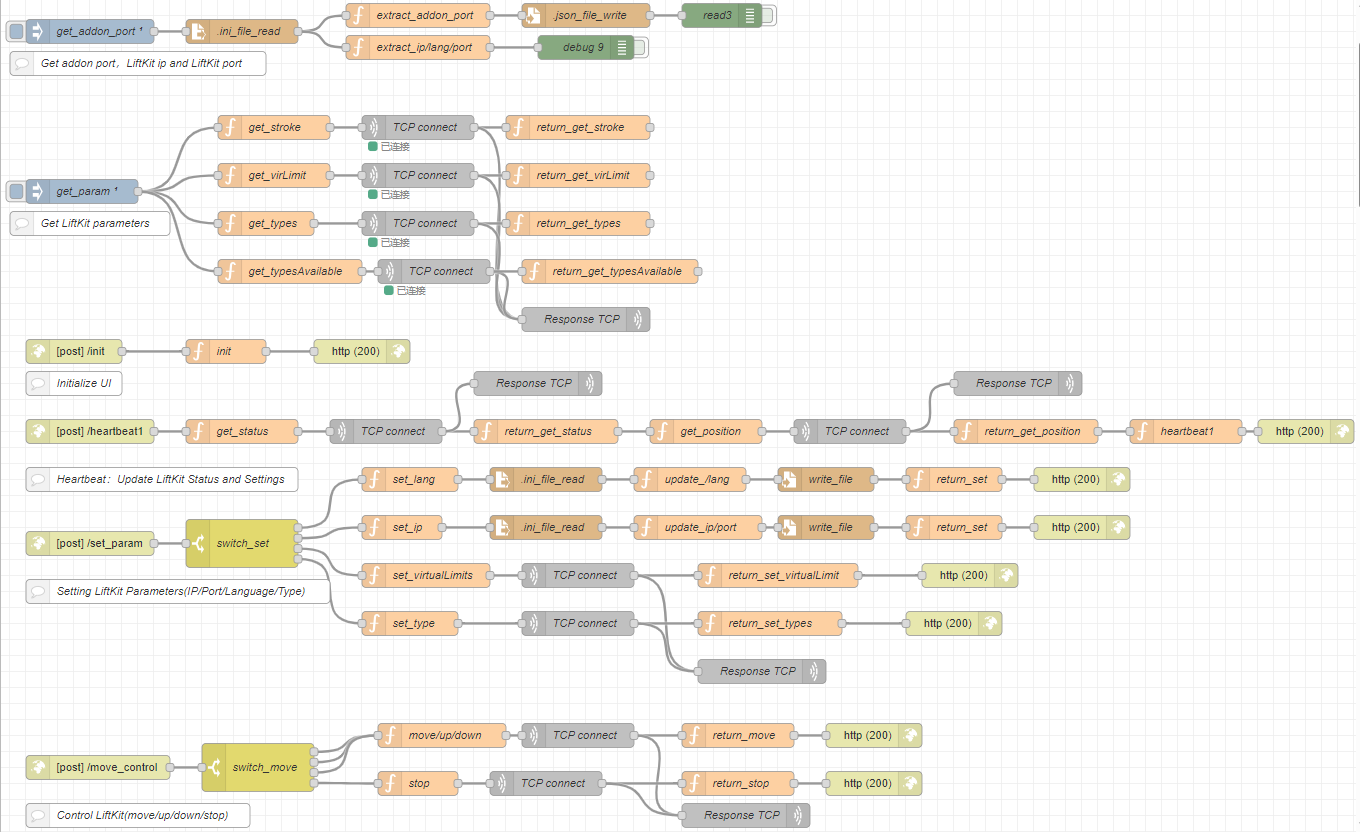 extract_addon_port
.json_file_write
read3
get_addon_port ¹
.ini_file_read
extract_ip/lang/port
debug 9
Get addon port，LiftKit ip and LiftKit port
get_stroke
TCP connect
return_get_stroke
已连接
get_virLimit
TCP connect
return_get_virLimit
get_param ¹
已连接
Get LiftKit parameters
get_types
TCP connect
return_get_types
已连接
get_typesAvailable
TCP connect
return_get_typesAvailable
已连接
Response TCP
[post] /init
init
http (200)
Initialize UI
Response TCP
Response TCP
[post] /heartbeat1
get_status
TCP connect
return_get_status
get_position
TCP connect
return_get_position
heartbeat1
http (200)
Heartbeat：Update LiftKit Status and Settings
set_lang
.ini_file_read
update_/lang
write_file
return_set
http (200)
set_ip
.ini_file_read
update_ip/port
write_file
return_set
http (200)
[post] /set_param
switch_set
set_virtualLimits
TCP connect
return_set_virtualLimit
http (200)
Setting LiftKit Parameters(IP/Port/Language/Type)
set_type
TCP connect
return_set_types
http (200)
Response TCP
move/up/down
TCP connect
return_move
http (200)
[post] /move_control
switch_move
stop
TCP connect
return_stop
http (200)
Control LiftKit(move/up/down/stop)
Response TCP